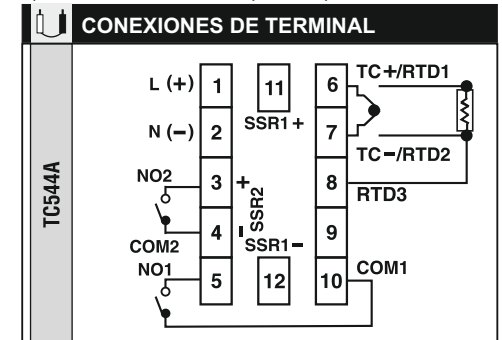 CONEXIONES DE TERMINAL
TC544A
L (+) 1 11 6 TC+/RTD1
N (−) 2 SSR1+ 7 TC−/RTD2
NO2 3 + SSR2 8 RTD3
COM2 4 - SSR1− 9
NO1 5 12 10 COM1